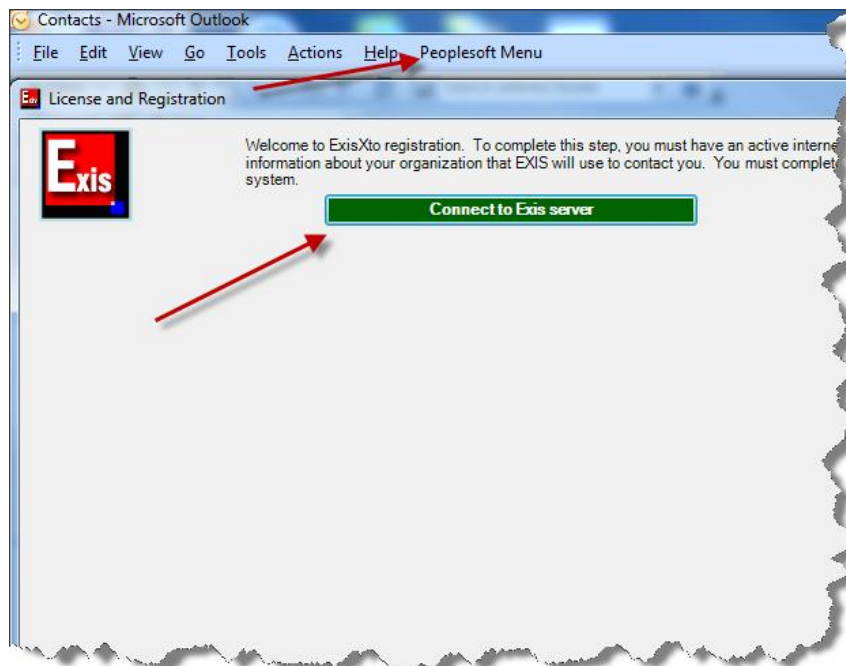 Contacts - Microsoft Outlook
File Edit View Go Tools Actions Help Peoplesoft Menu
License and Registration
Exis
Welcome to ExisXto registration. To complete this step, you must have an active interne
information about your organization that EXIS will use to contact you. You must complete
system.
Connect to Exis server